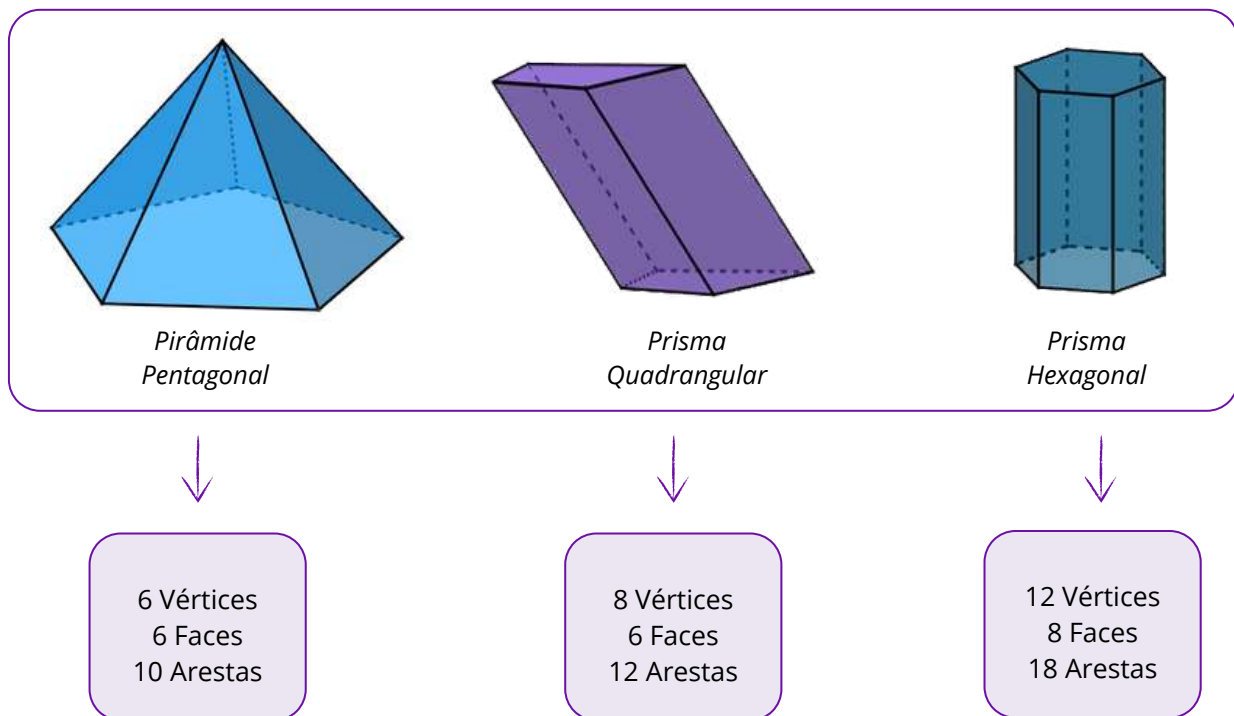 Pirâmide
Pentagonal
Prisma
Quadrangular
Prisma
Hexagonal
6 Vértices
6 Faces
10 Arestas
8 Vértices
6 Faces
12 Arestas
12 Vértices
8 Faces
18 Arestas